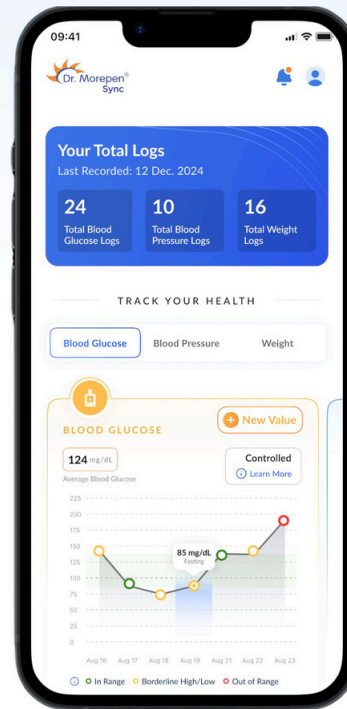 09:41
Dr. Morepen®
Sync
Your Total Logs
Last Recorded: 12 Dec. 2024
24 10 16
Total Blood Total Blood Total Weight
Glucose Logs Pressure Logs Logs
TRACK YOUR HEALTH
Blood Glucose Blood Pressure Weight
BLOOD GLUCOSE
+ New Value
124 mg/dL
Average Blood Glucose
Controlled
Learn More
225
200
175
150
125
100
75
50
25
0
85 mg/dL
Fasting
Aug 16 Aug 17 Aug 18 Aug 19 Aug 21 Aug 22 Aug 23
In Range Borderline High/Low Out of Range